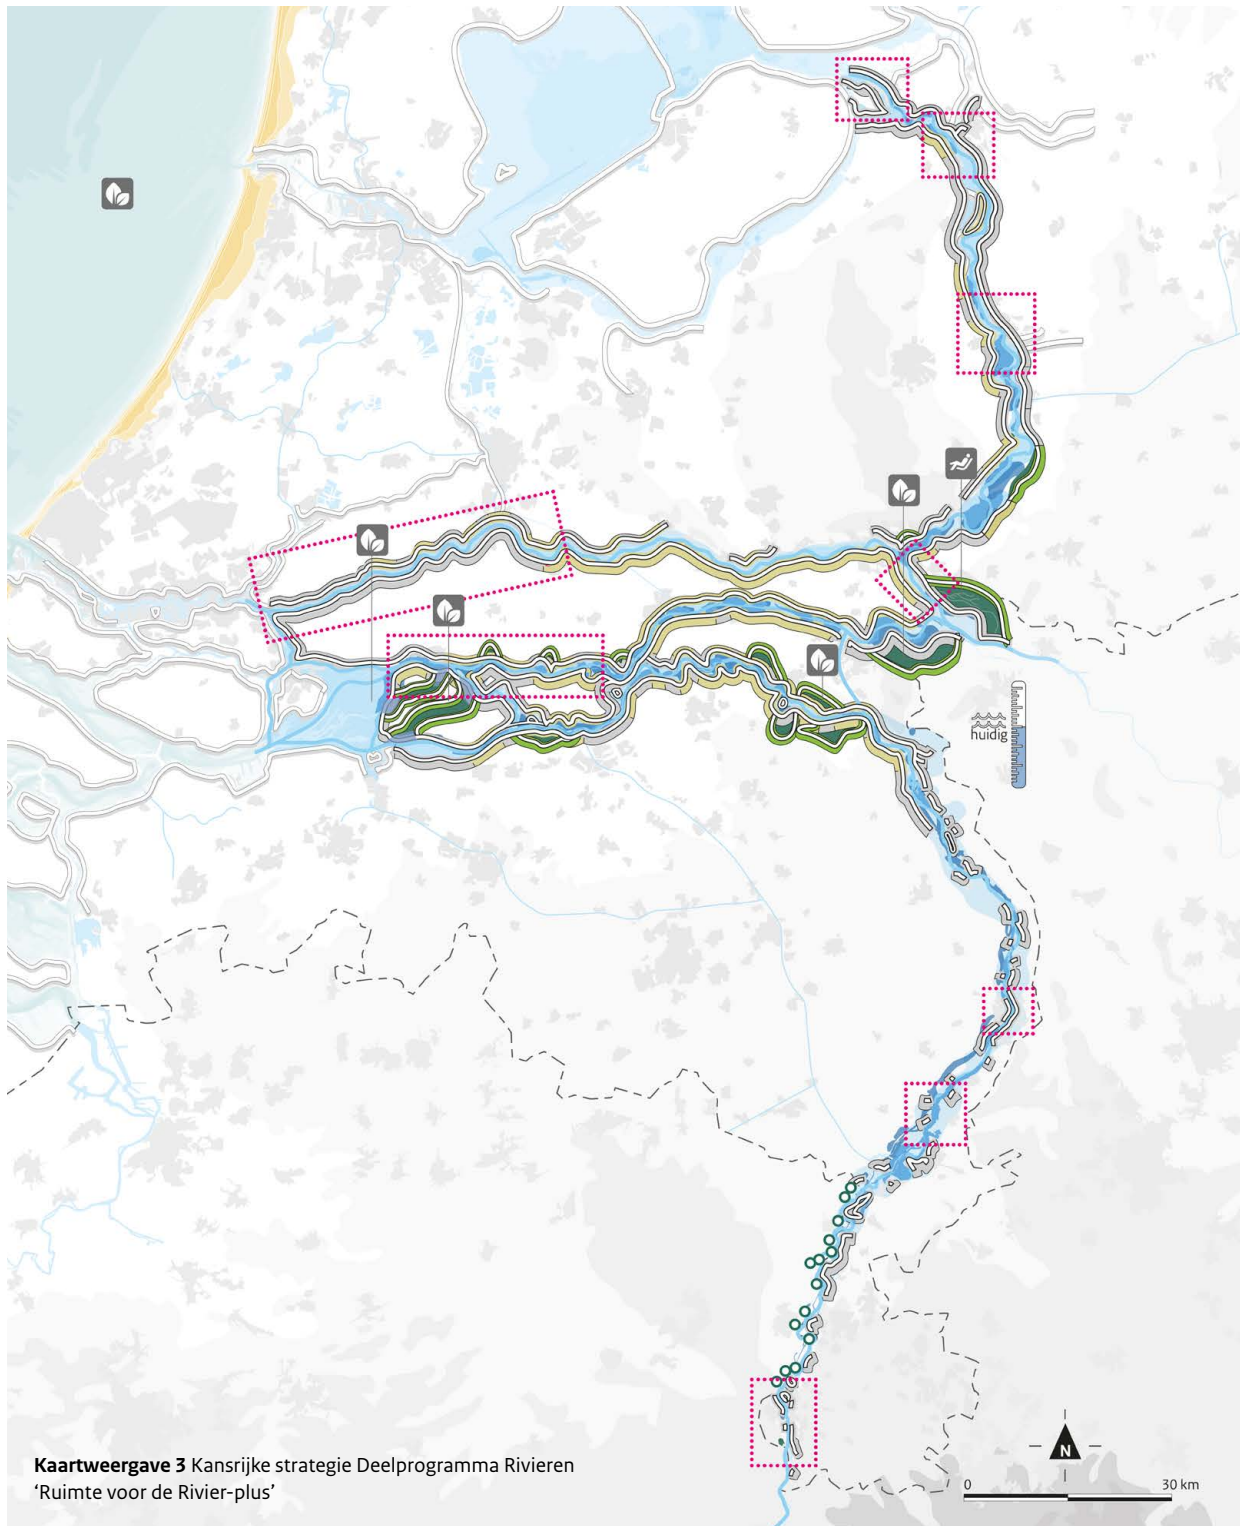 huidig
Kaartweergave 3 Kansrijke strategie Deelprogramma Rivieren
‘Ruimte voor de Rivier-plus’
N
0 30 km